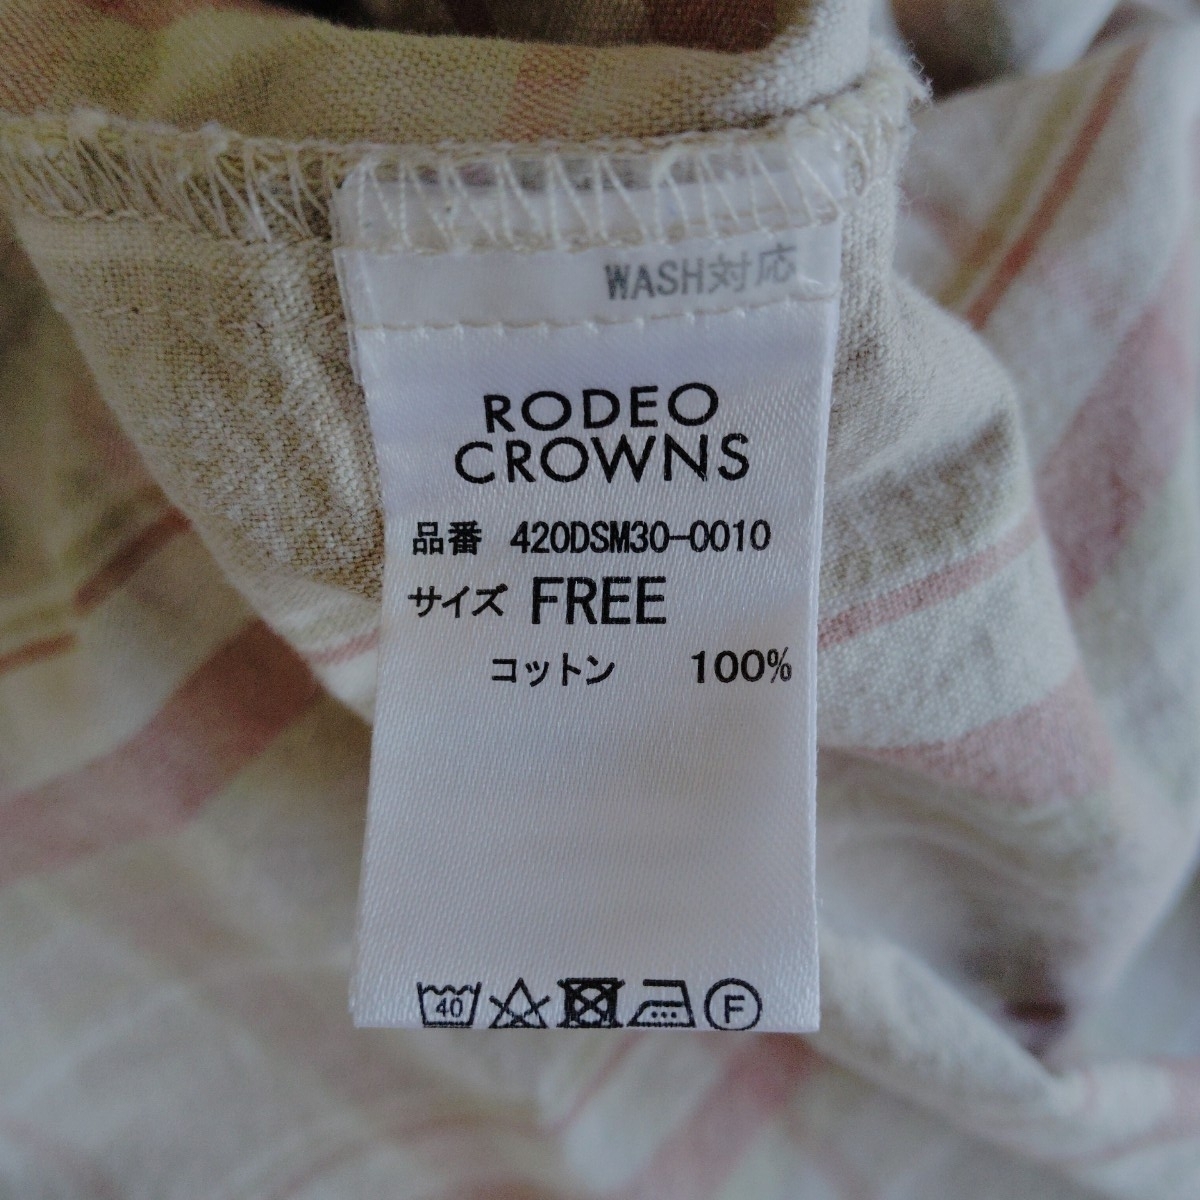 WASH対応
RODEO
CROWNS
品番 420DSM30-0010
サイズ FREE
コットン 100%
40 F